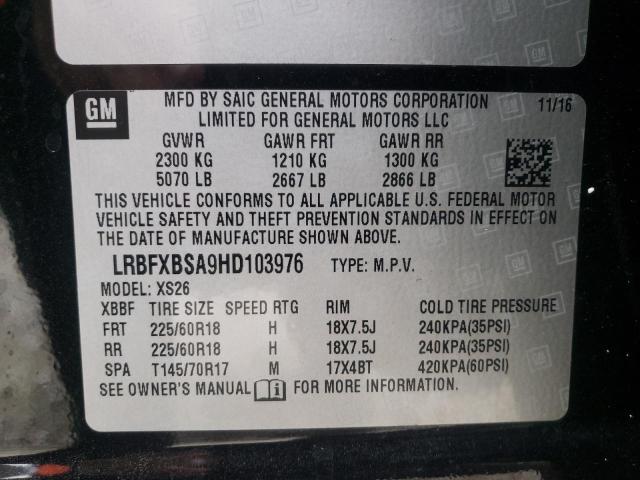 GM
GM
MFD BY SAIC GENERAL MOTORS CORPORATION 11/16
LIMITED FOR GENERAL MOTORS LLC
GVWR GAWR FRT GAWR RR
2300 KG 1210 KG 1300 KG
5070 LB 2667 LB 2866 LB
THIS VEHICLE CONFORMS TO ALL APPLICABLE U.S. FEDERAL MOTOR
VEHICLE SAFETY AND THEFT PREVENTION STANDARDS IN EFFECT ON
THE DATE OF MANUFACTURE SHOWN ABOVE.
LRBFXBSA9HD103976 TYPE: M.P.V.
MODEL: XS26
XBBF TIRE SIZE SPEED RTG RIM COLD TIRE PRESSURE
FRT 225/60R18 H 18X7.5J 240KPA(35PSI)
RR 225/60R18 H 18X7.5J 240KPA(35PSI)
SPA T145/70R17 M 17X4BT 420KPA(60PSI)
SEE OWNER'S MANUAL FOR MORE INFORMATION.